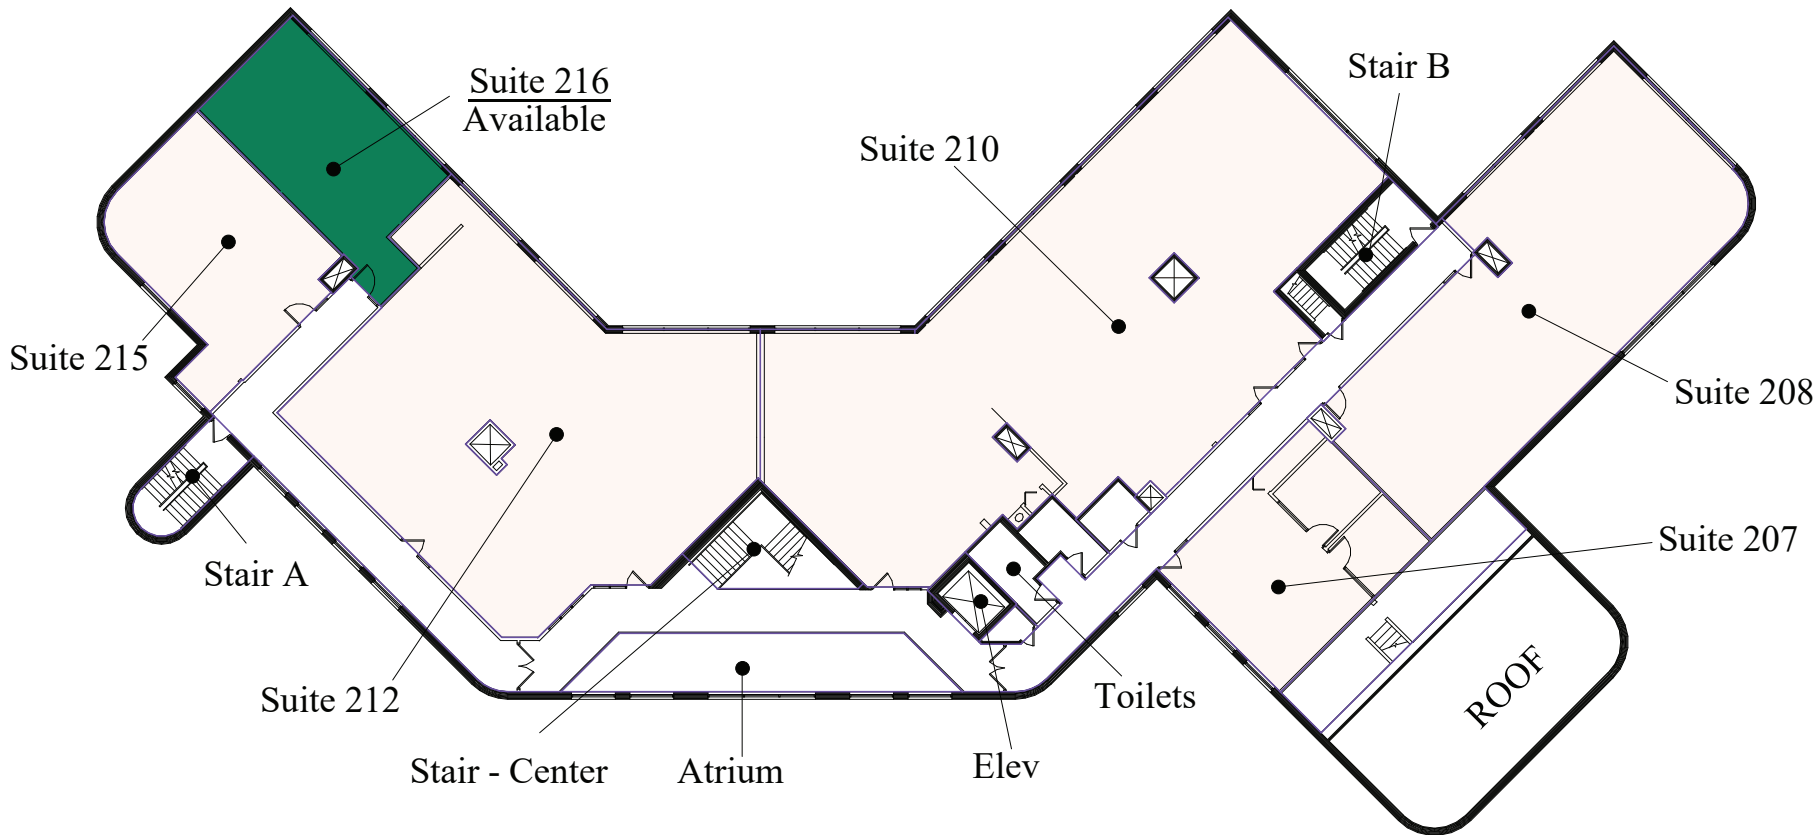 Stair B
Suite 216
Available
Suite 210
Suite 215
Suite 208
Suite 207
Stair A
Suite 212
Toilets
ROOF
Stair - Center
Atrium
Elev